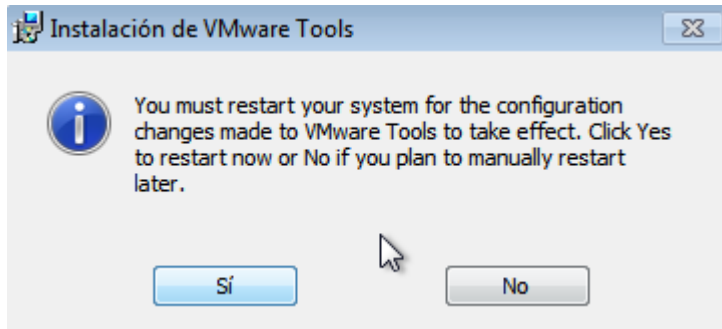 Instalación de VMware Tools
You must restart your system for the configuration
changes made to VMware Tools to take effect. Click Yes
to restart now or No if you plan to manually restart
later.
Sí
No